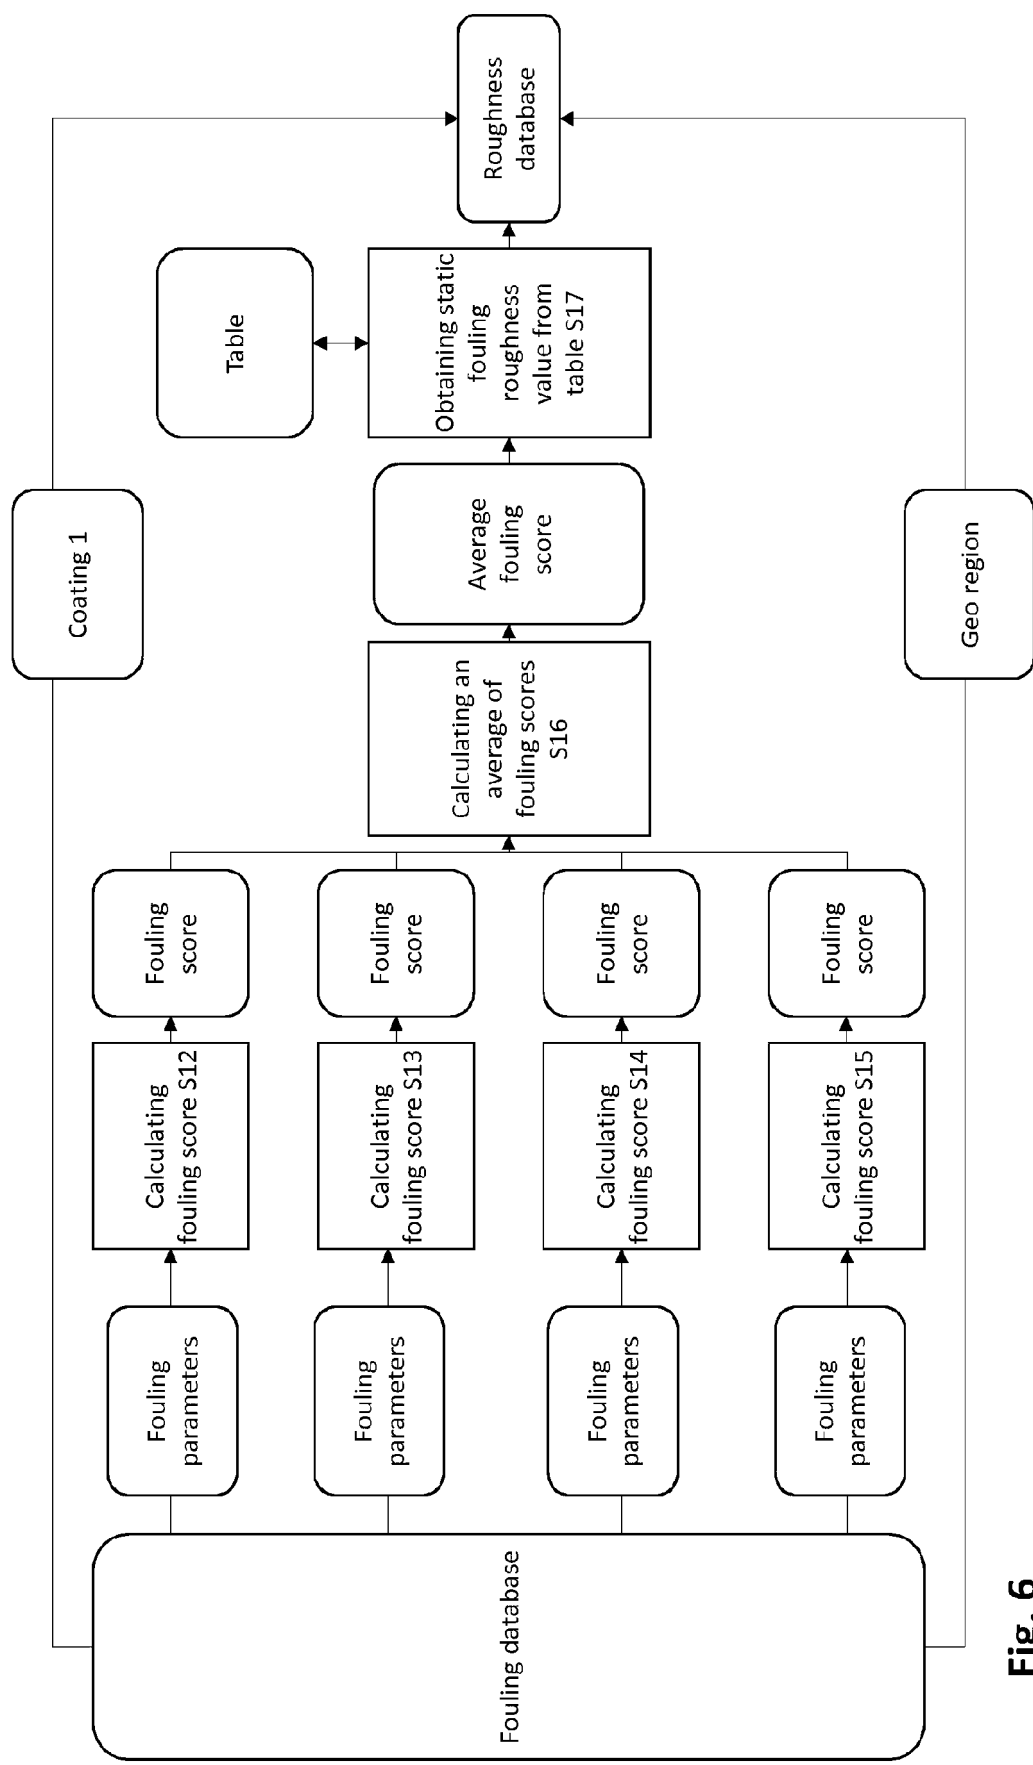 Fouling database
Coating 1
Fouling
parameters
Calculating
fouling score S12
Fouling
score
Fouling
parameters
Calculating
fouling score S13
Fouling
score
Fouling
parameters
Calculating
fouling score S14
Fouling
score
Fouling
parameters
Calculating
fouling score S15
Fouling
score
Calculating an
average of
fouling scores
S16
Average
fouling
score
Table
Obtaining static
fouling
roughness
value from
table S17
Roughness
database
Geo region
Fig. 6